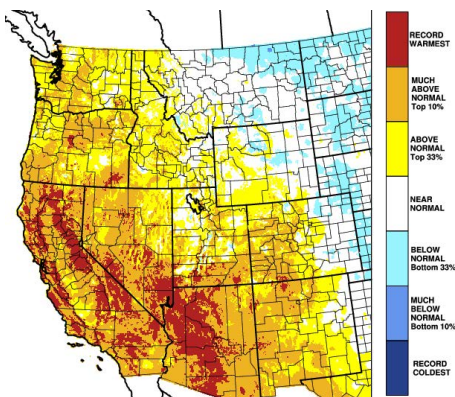 RECORD
WARMEST
MUCH
ABOVE
NORMAL
Top 10%
ABOVE
NORMAL
Top 33%
NEAR
NORMAL
BELOW
NORMAL
Bottom 33%
MUCH
BELOW
NORMAL
Bottom 10%
RECORD
COLDEST